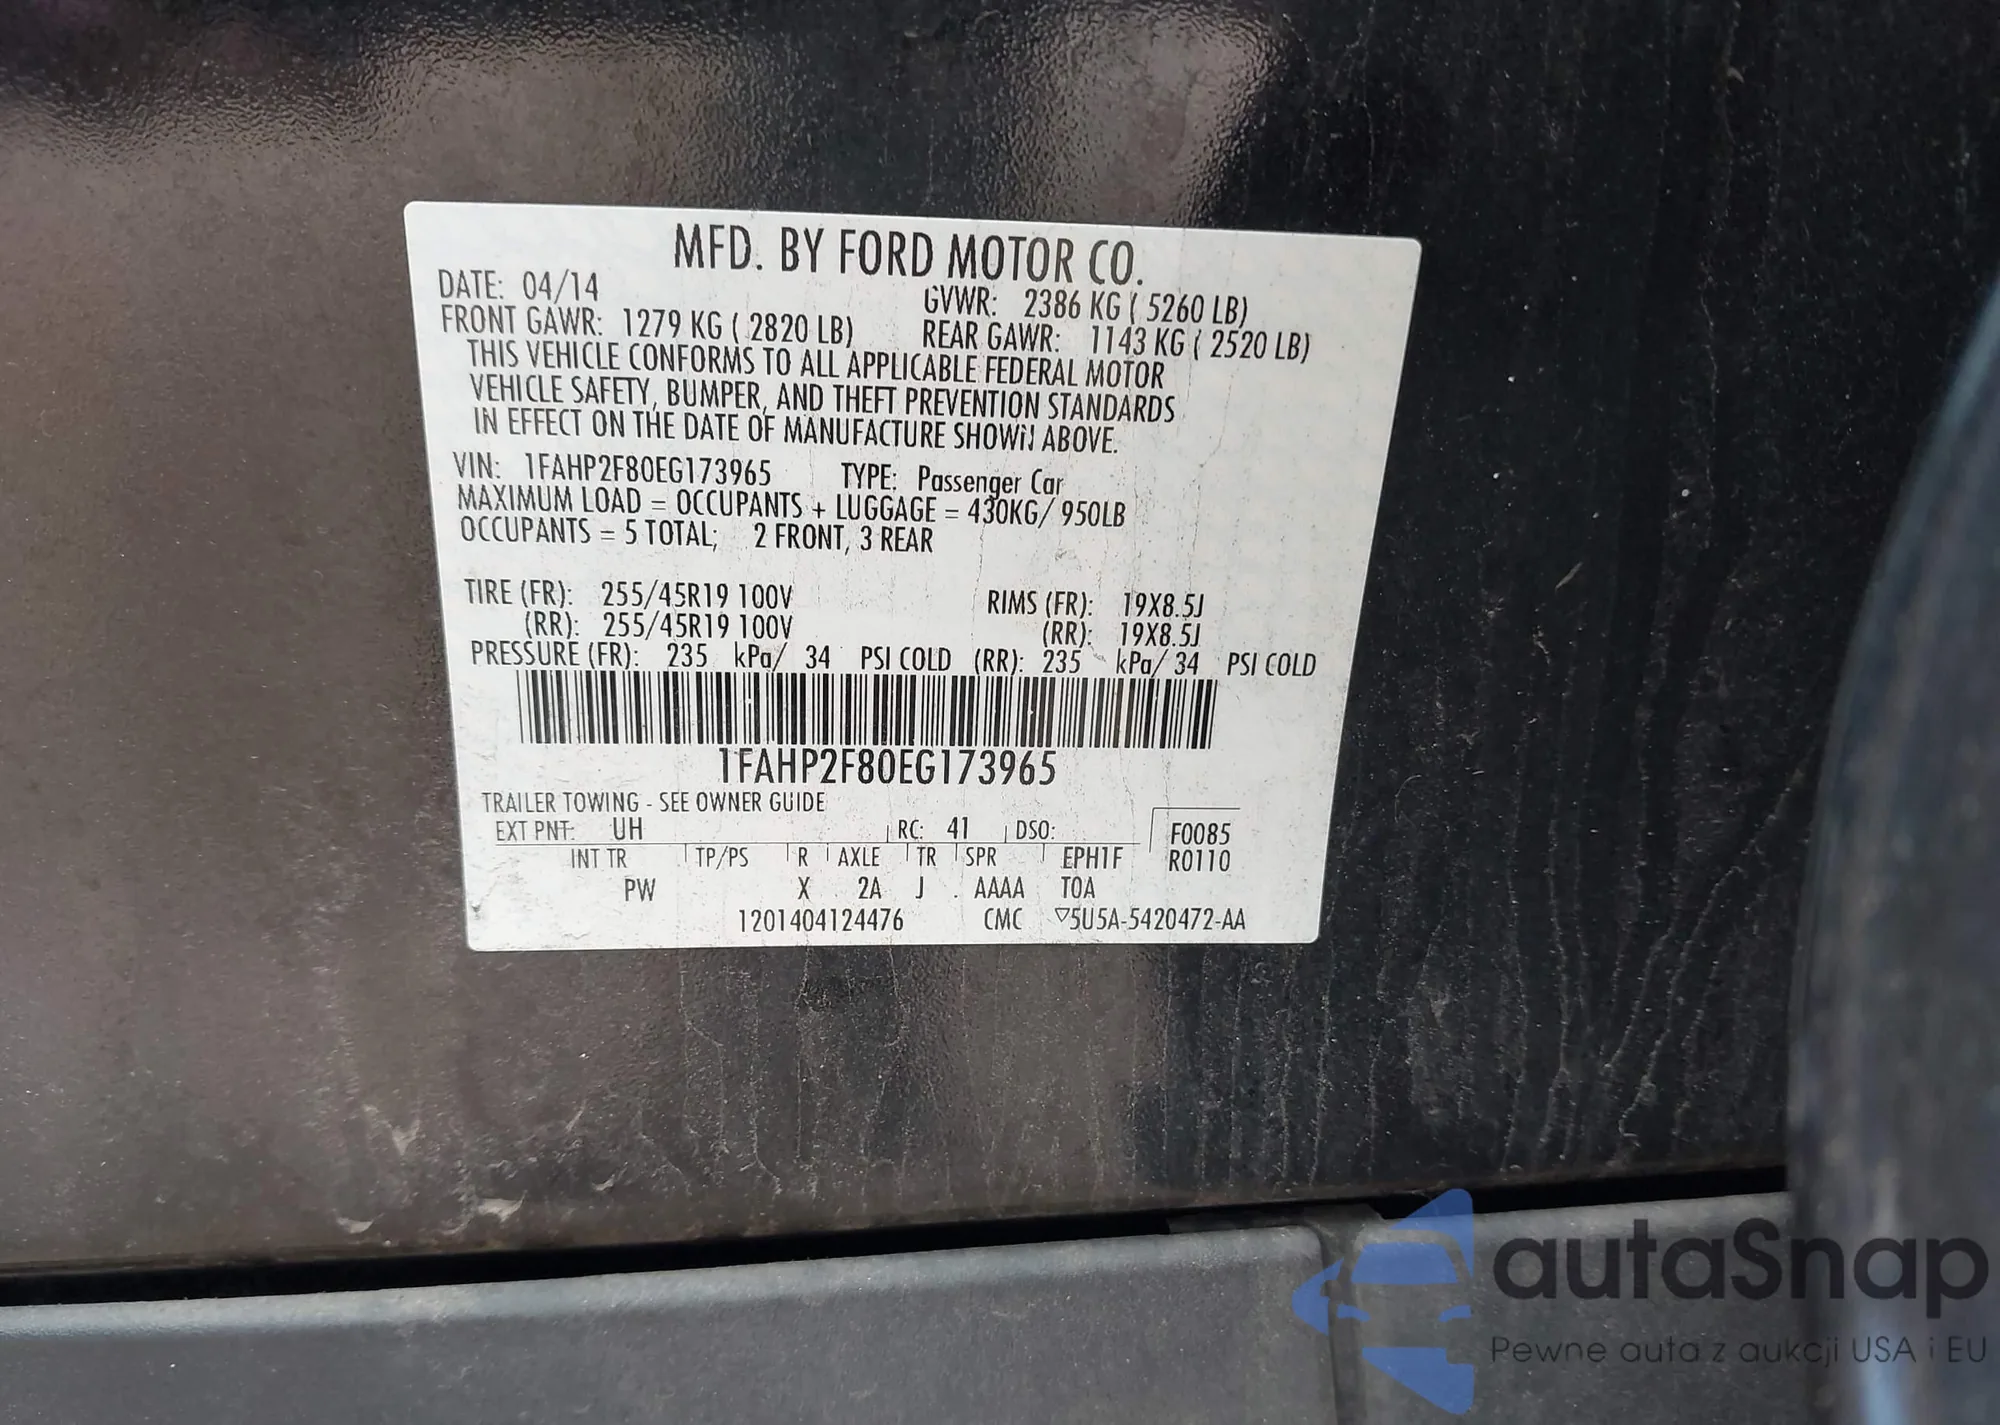 MFD. BY FORD MOTOR CO.
DATE: 04/14 GVWR: 2386 KG ( 5260 LB)
FRONT GAWR: 1279 KG ( 2820 LB) REAR GAWR: 1143 KG ( 2520 LB)
THIS VEHICLE CONFORMS TO ALL APPLICABLE FEDERAL MOTOR
VEHICLE SAFETY, BUMPER, AND THEFT PREVENTION STANDARDS
IN EFFECT ON THE DATE OF MANUFACTURE SHOWN ABOVE.
VIN: 1FAHP2F80EG173965 TYPE: Passenger Car
MAXIMUM LOAD = OCCUPANTS + LUGGAGE = 430KG/ 950LB
OCCUPANTS = 5 TOTAL; 2 FRONT, 3 REAR
TIRE (FR): 255/45R19 100V RIMS (FR): 19X8.5J
(RR): 255/45R19 100V (RR): 19X8.5J
PRESSURE (FR): 235 kPa/ 34 PSI COLD (RR): 235 kPa/ 34 PSI COLD
1FAHP2F80EG173965
TRAILER TOWING - SEE OWNER GUIDE
EXT PNT: UH RC: 41 DSO: F0085
INT TR TP/PS R AXLE TR SPR EPH1F R0110
PW X 2A J . AAAA T0A
1201404124476 CMC ▽5U5A-5420472-AA
autaSnap
Pewne auta z aukcji USA i EU